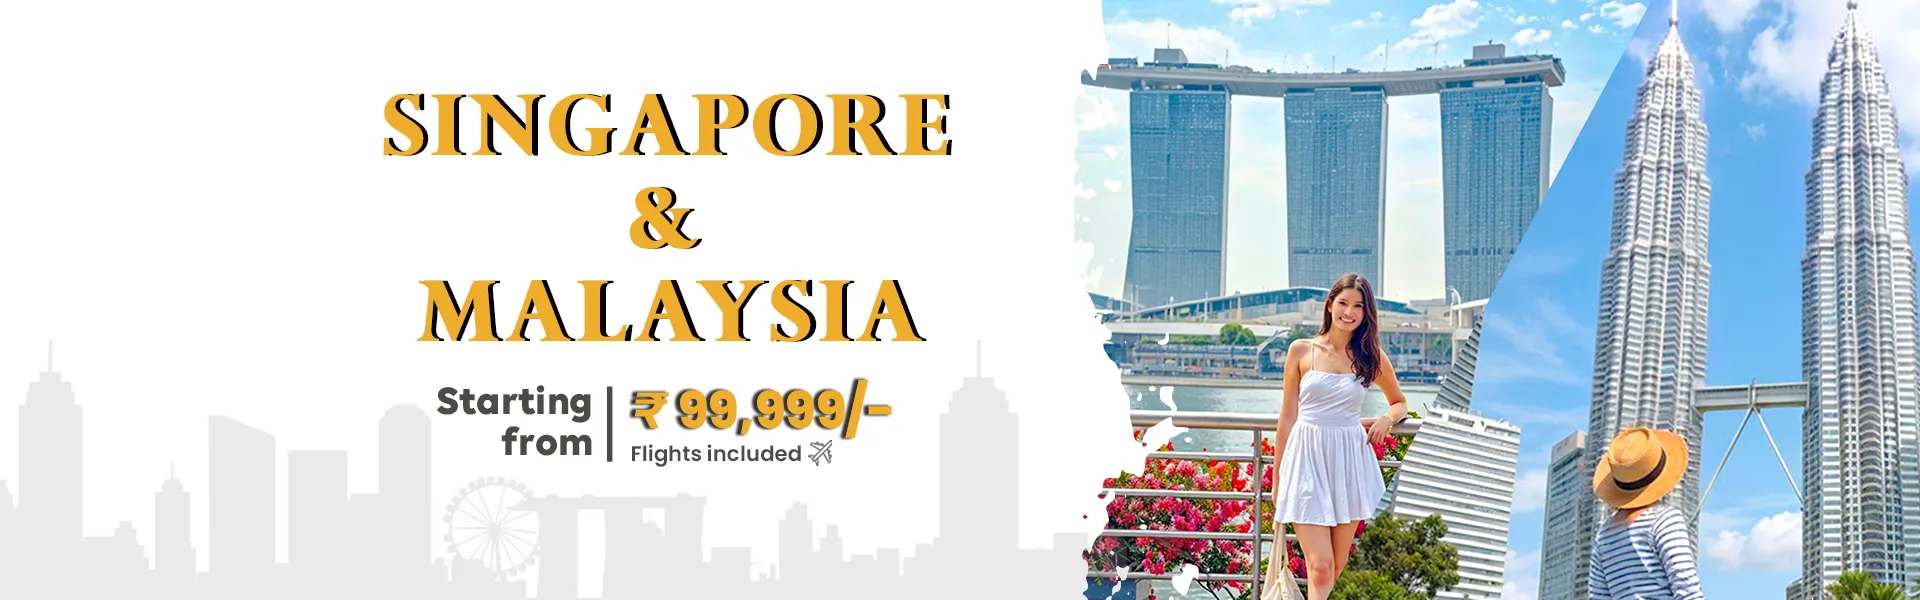 SINGAPORE
&
MALAYSIA
Starting
from
₹ 99,999/-
Flights included